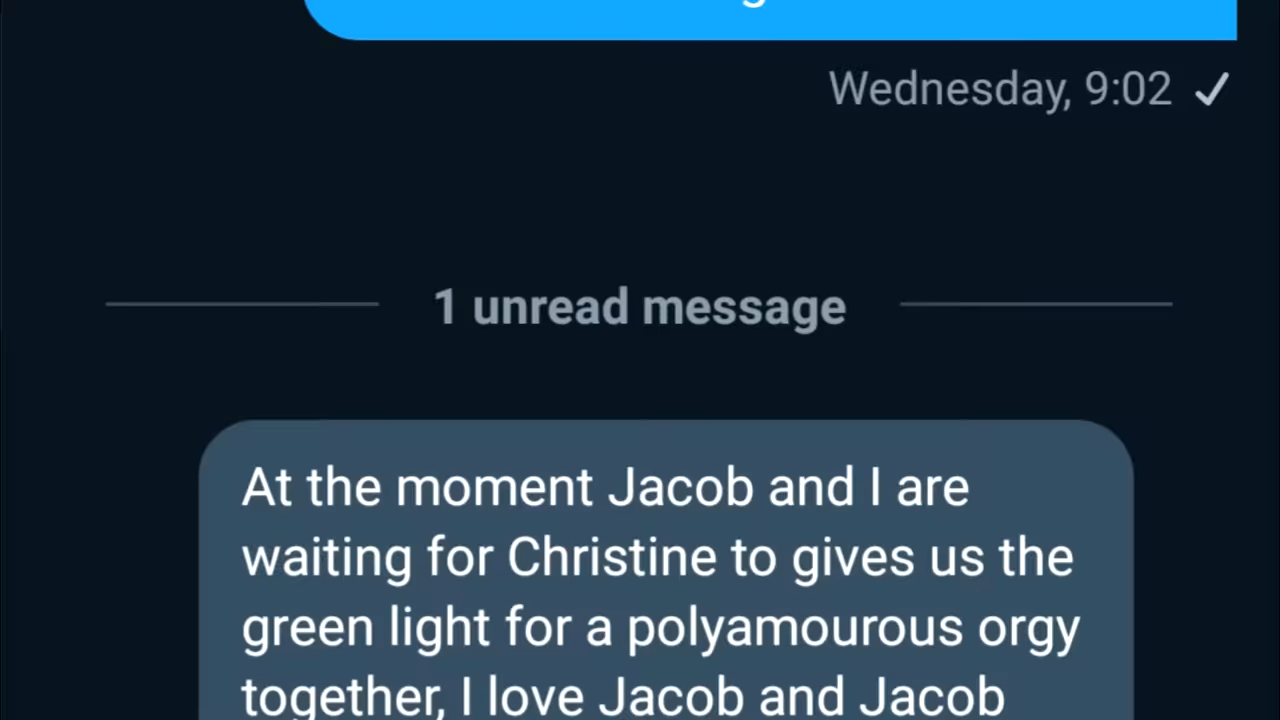 Wednesday, 9:02
1 unread message
At the moment Jacob and I are
waiting for Christine to gives us the
green light for a polyamourous orgy
together, I love Jacob and Jacob